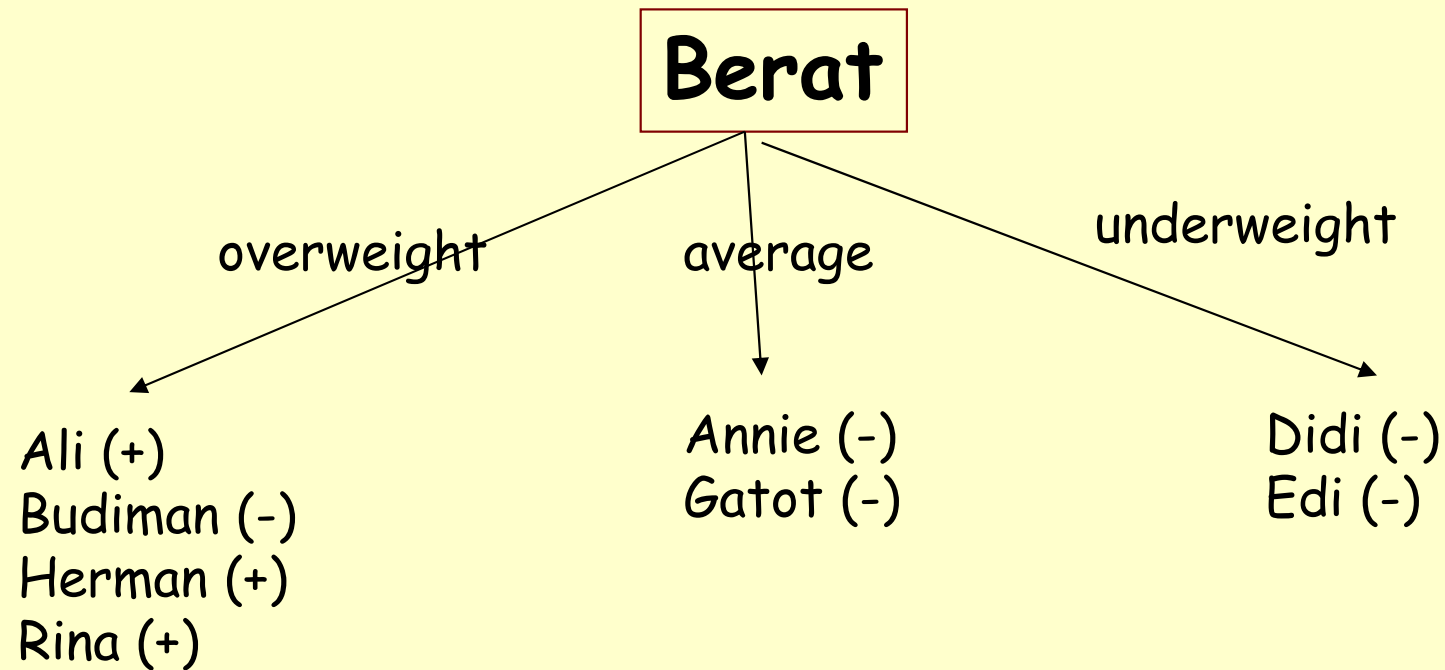 Berat
overweight
average
underweight
Ali (+)
Budiman (-)
Herman (+)
Rina (+)
Annie (-)
Gatot (-)
Didi (-)
Edi (-)